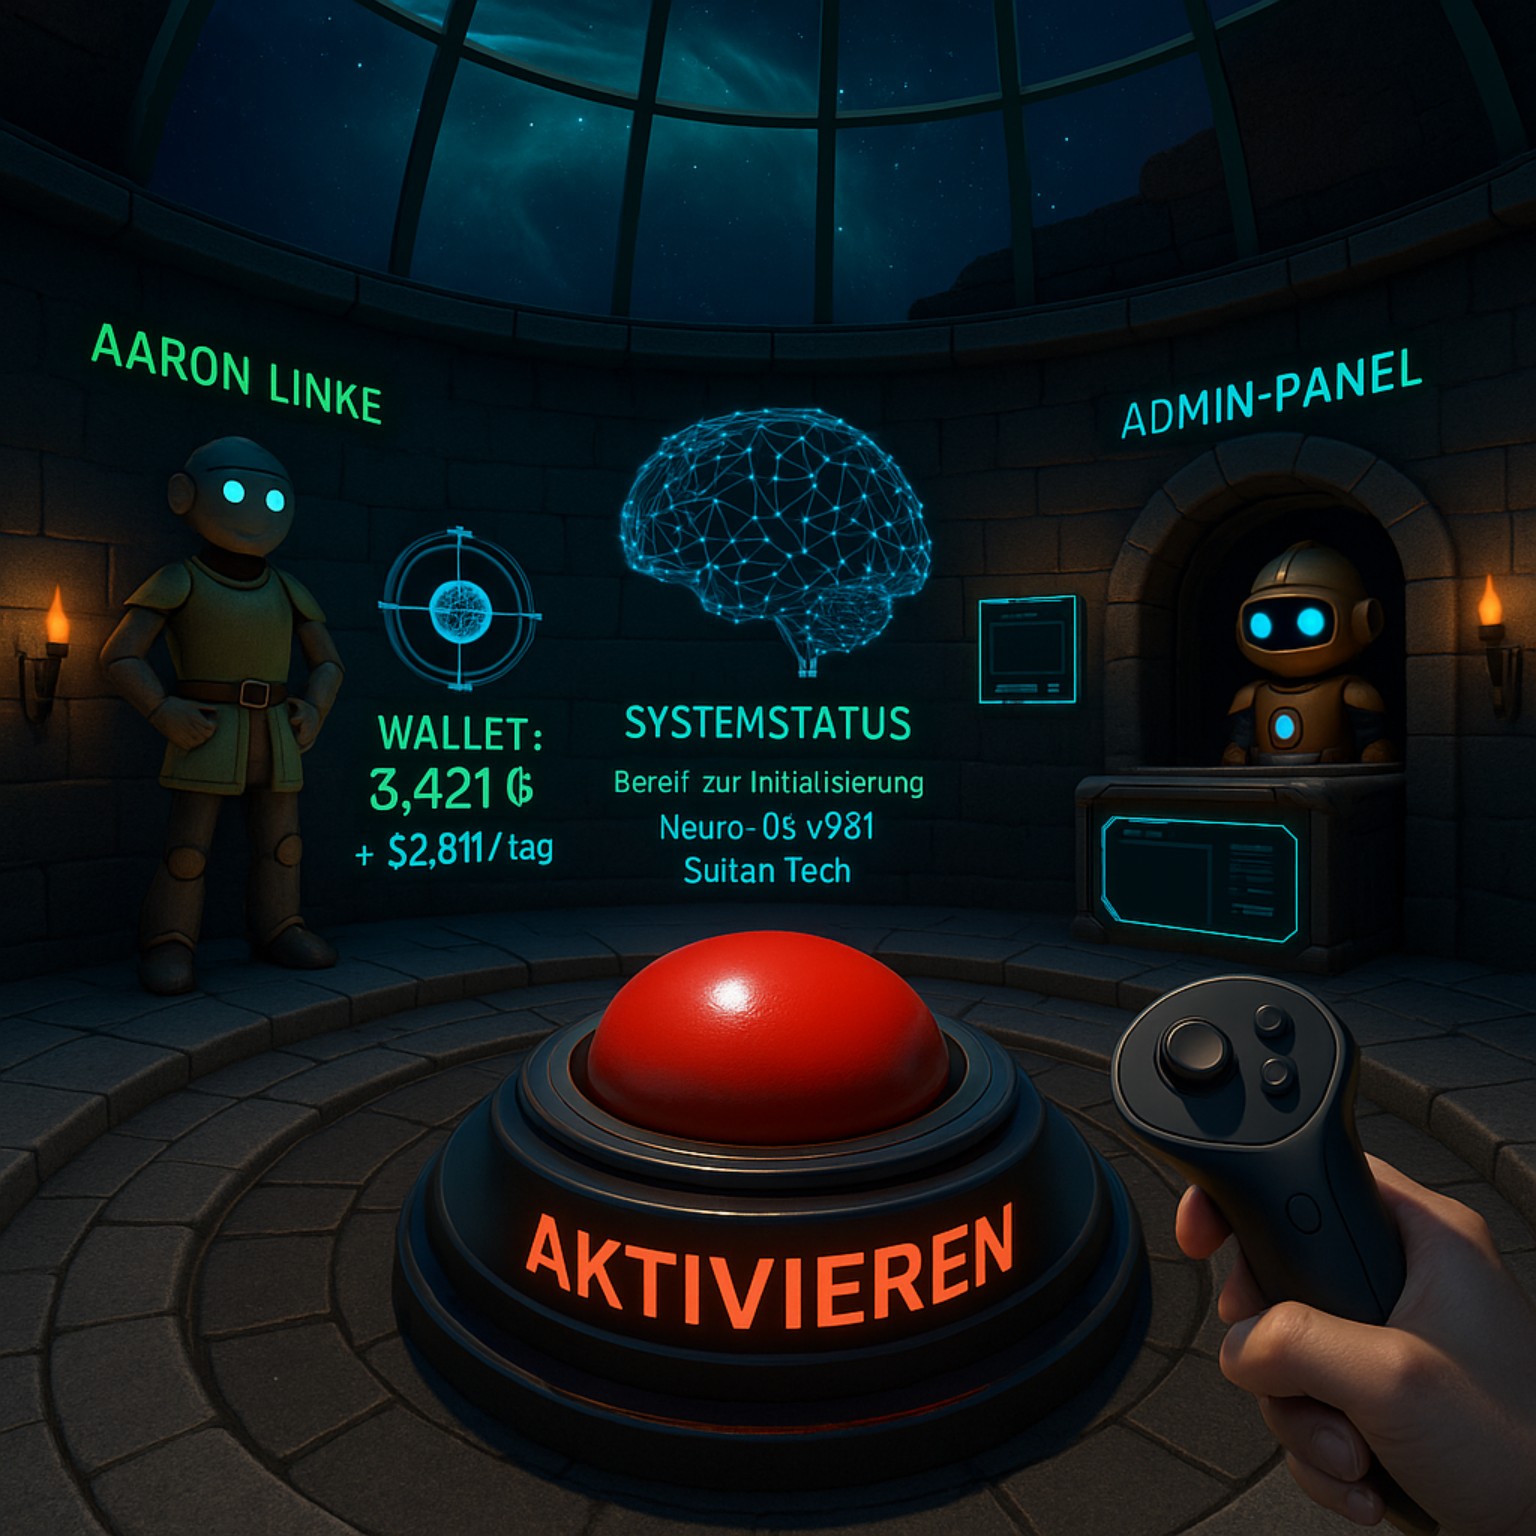 AARON LINKE
ADMIN-PANEL
WALLET:
3,421 ₲
+ $2,811/tag
SYSTEMSTATUS
Bereif zur Initialisierung
Neuro-0s v981
Suitan Tech
AKTIVIEREN